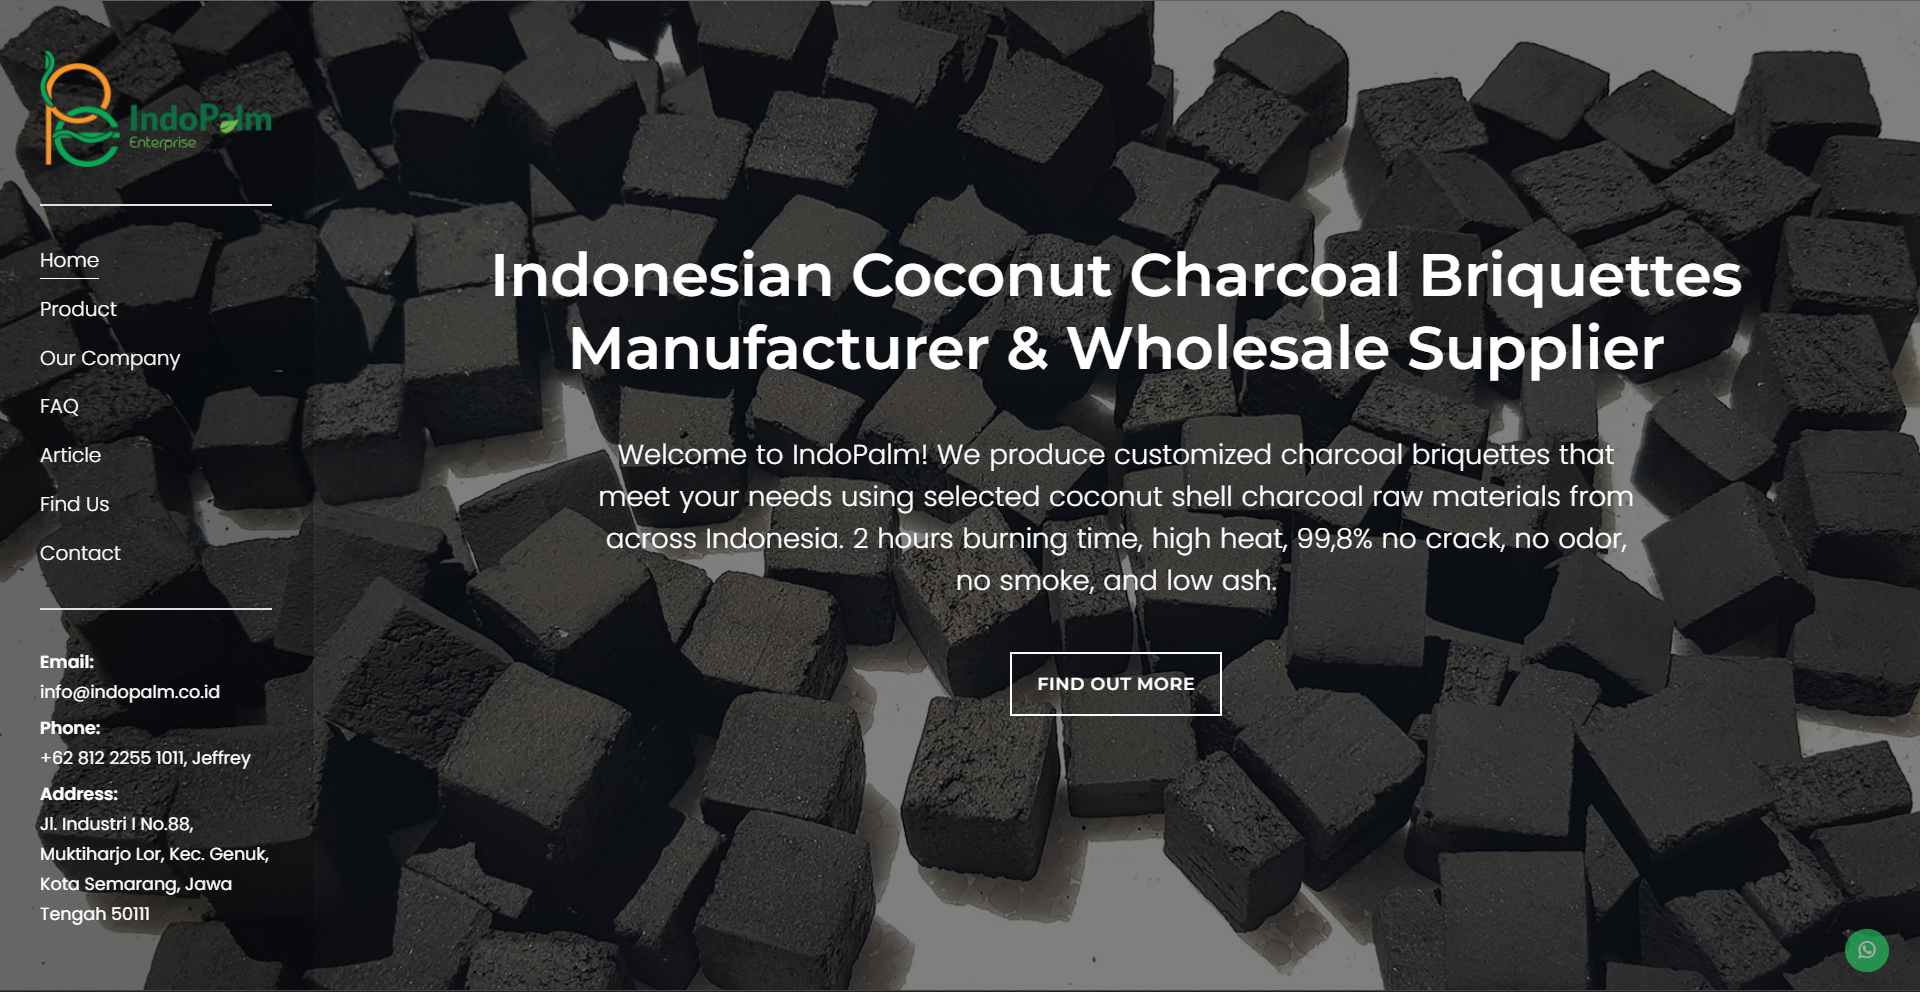 IndoPalm
Enterprise
Home
Product
Our Company
FAQ
Article
Find Us
Contact
Email:
info@indopalm.co.id
Phone:
+62 812 2255 1011, Jeffrey
Address:
Jl. Industri I No.88,
Muktiharjo Lor, Kec. Genuk,
Kota Semarang, Jawa
Tengah 50111
Indonesian Coconut Charcoal Briquettes
Manufacturer & Wholesale Supplier
Welcome to IndoPalm! We produce customized charcoal briquettes that
meet your needs using selected coconut shell charcoal raw materials from
across Indonesia. 2 hours burning time, high heat, 99,8% no crack, no odor,
no smoke, and low ash.
FIND OUT MORE